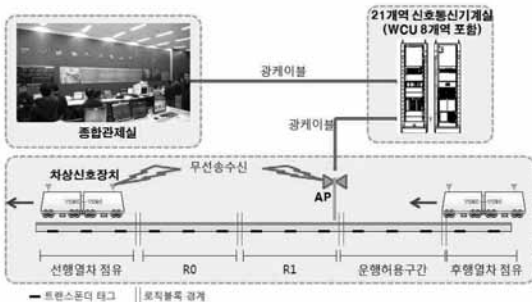 21개역 신호통신기계실
(WCU 8개역 포함)
광케이블
종합관제실
광케이블
차상신호장치
무선송수신
AP
선행열차 점유
R0
R1
운행허용구간
후행열차 점유
트랜스폰더 태그
로직블록 경계